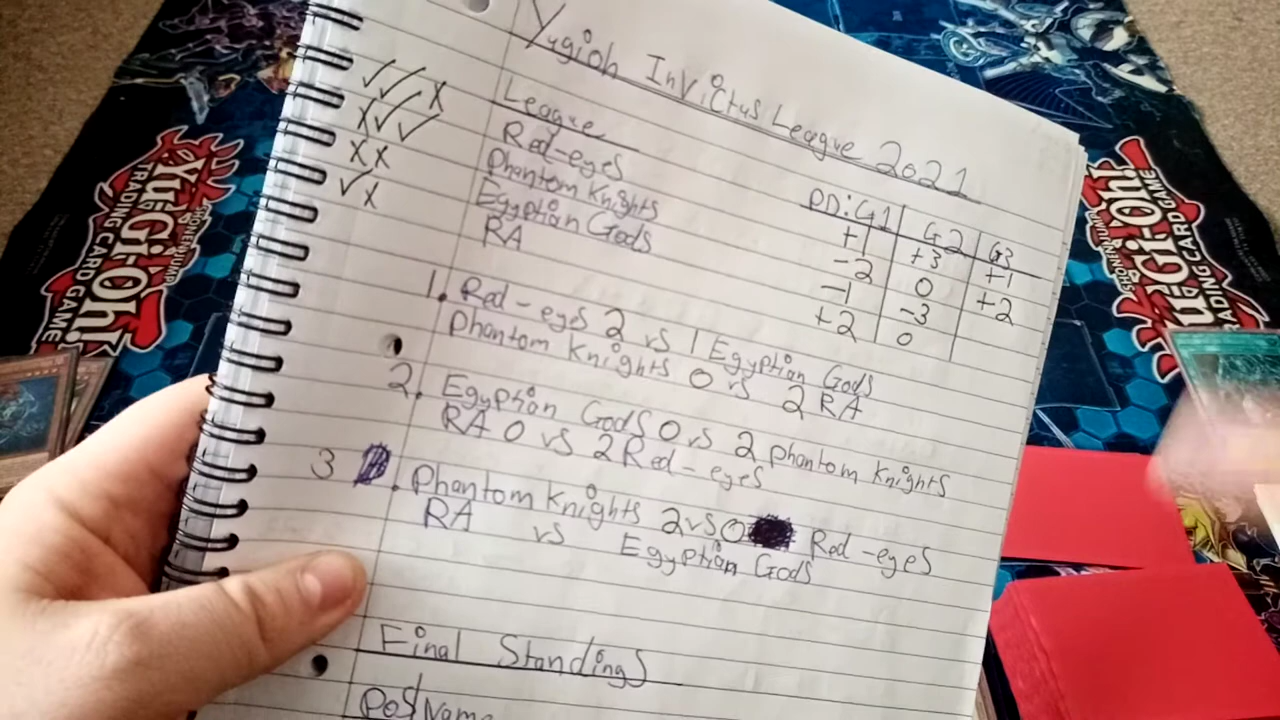 Yugioh Invictus League 2021
League
PD: G1 G2 G3
✓✓X Red-eyes +1 +3 +1
X✓✓ Phantom Knights -2 0 +2
XX Egyptian Gods -1 -3
✓X RA +2 0
1. Red-eyes 2 vs 1 Egyptian Gods
Phantom Knights 0 vs 2 RA
2. Egyptian Gods 0 vs 2 Phantom Knights
RA 0 vs 2 Red-eyes
3 . Phantom Knights 2 vs 0 Red-eyes
RA vs Egyptian Gods
Final Standings
Pos Name
Yu-Gi-Oh!
TRADING CARD GAME
SHONEN JUMP
Yu-Gi-Oh!
TRADING CARD GAME
SHONEN JUMP'S